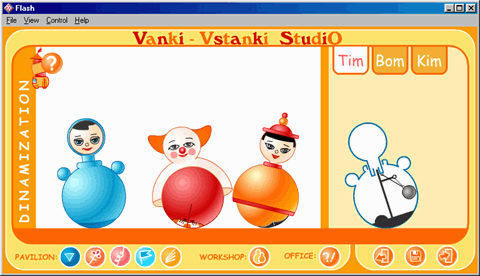 Flash
File View Control Help
Vanki - Vstanki StudiO
Tim Bom Kim
?
DINAMIZATION
PAVILION: WORKSHOP: OFFICE: ?/